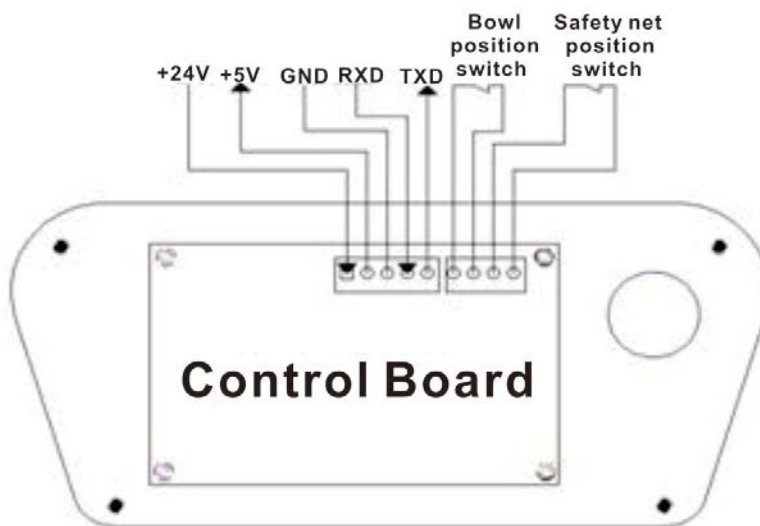 +24V +5V GND RXD TXD
Bowl
position
switch
Safety net
position
switch
Control Board